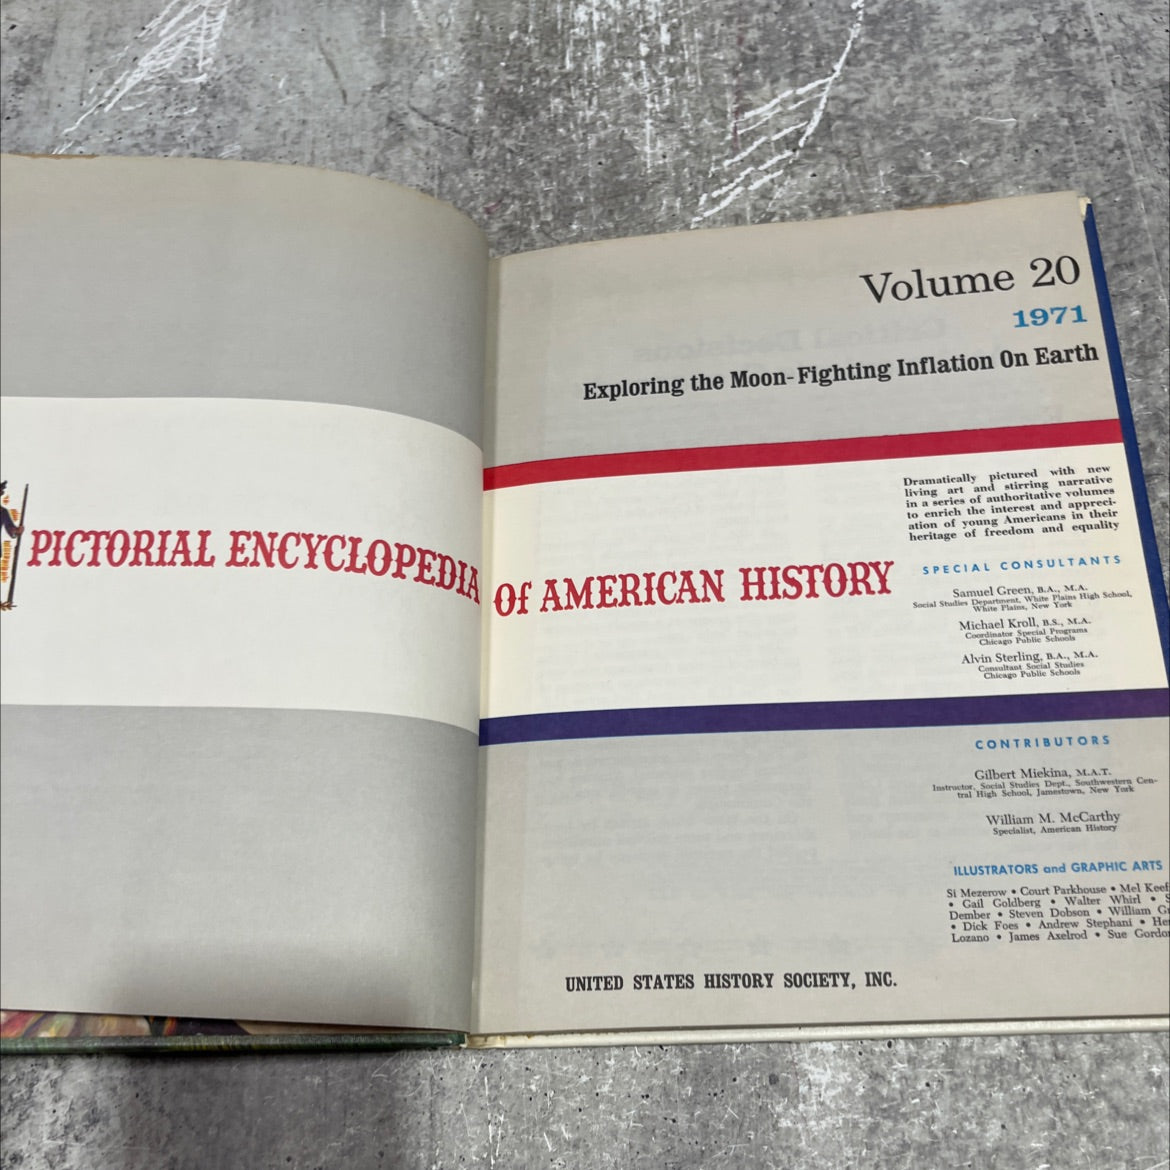 Volume 20
1971
Exploring the Moon-Fighting Inflation On Earth
PICTORIAL ENCYCLOPEDIA Of AMERICAN HISTORY
Dramatically pictured with new
living art and stirring narrative
in a series of authoritative volumes
to enrich the interest and appreci-
ation of young Americans in their
heritage of freedom and equality
SPECIAL CONSULTANTS
Samuel Green, B.A., M.A.
Social Studies Department, White Plains High School,
White Plains, New York
Michael Kroll, B.S., M.A.
Coordinator Special Programs
Chicago Public Schools
Alvin Sterling, B.A., M.A.
Consultant Social Studies
Chicago Public Schools
CONTRIBUTORS
Gilbert Miekina, M.A.T.
Instructor, Social Studies Dept., Southwestern Cen-
tral High School, Jamestown, New York
William M. McCarthy
Specialist, American History
ILLUSTRATORS and GRAPHIC ARTS
Si Mezerow • Court Parkhouse • Mel
• Gail Goldberg • Walter Whirl •
Dember • Steven Dobson • William
• Dick Foes • Andrew Stephani •
Lozano • James Axelrod • Sue
UNITED STATES HISTORY SOCIETY, INC.